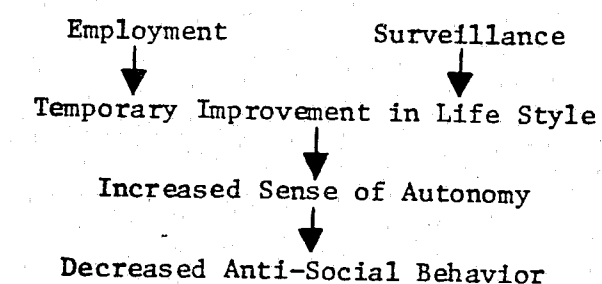 Employment Surveillance
Temporary Improvement in Life Style
Increased Sense of Autonomy
Decreased Anti-Social Behavior